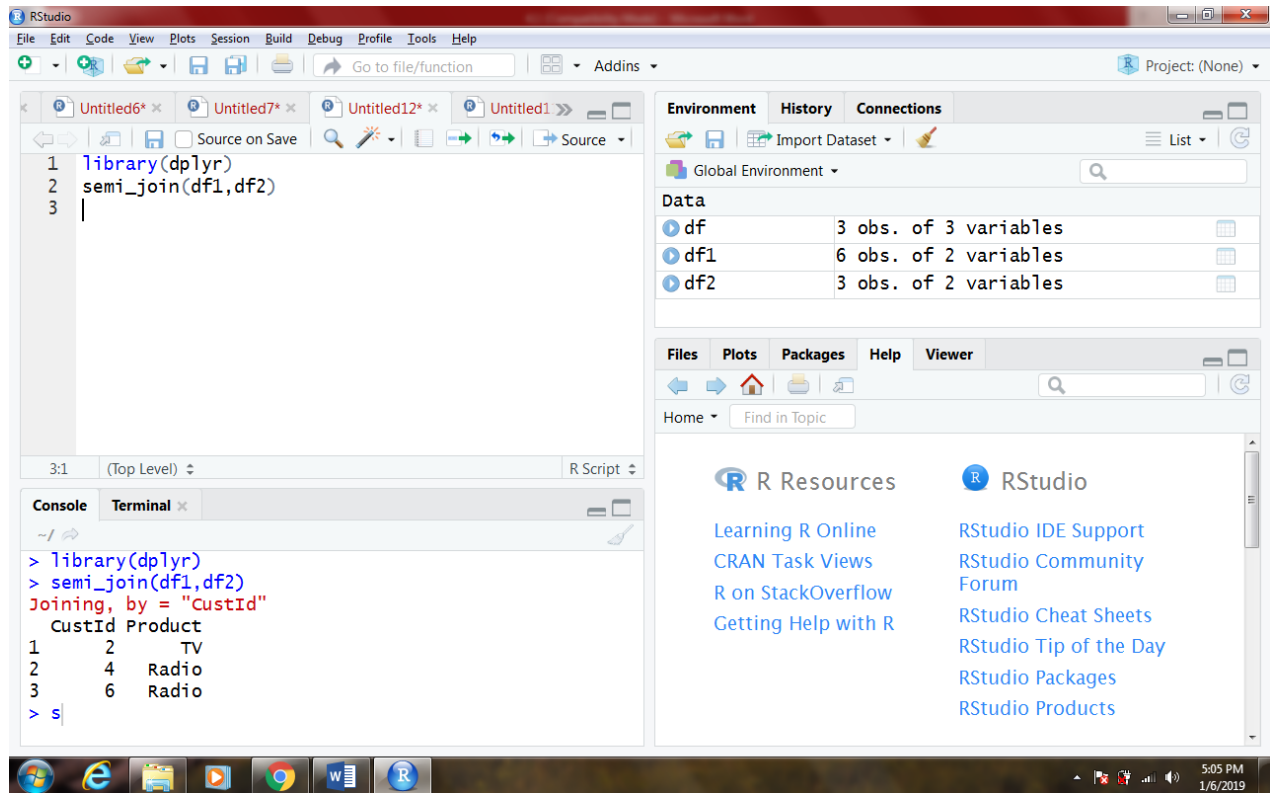 RStudio
File Edit Code View Plots Session Build Debug Profile Tools Help
Go to file/function Addins Project: (None)
Untitled6* Untitled7* Untitled12* Untitled1
Source on Save Source
1 library(dplyr)
2 semi_join(df1,df2)
3
3:1 (Top Level) R Script
Console Terminal
~/
> library(dplyr)
> semi_join(df1,df2)
Joining, by = "CustId"
CustId Product
1 2 TV
2 4 Radio
3 6 Radio
> s
Environment History Connections
Import Dataset List
Global Environment
Data
df 3 obs. of 3 variables
df1 6 obs. of 2 variables
df2 3 obs. of 2 variables
Files Plots Packages Help Viewer
Home Find in Topic
R Resources
Learning R Online
CRAN Task Views
R on StackOverflow
Getting Help with R
RStudio
RStudio IDE Support
RStudio Community
Forum
RStudio Cheat Sheets
RStudio Tip of the Day
RStudio Packages
RStudio Products
5:05 PM
1/6/2019